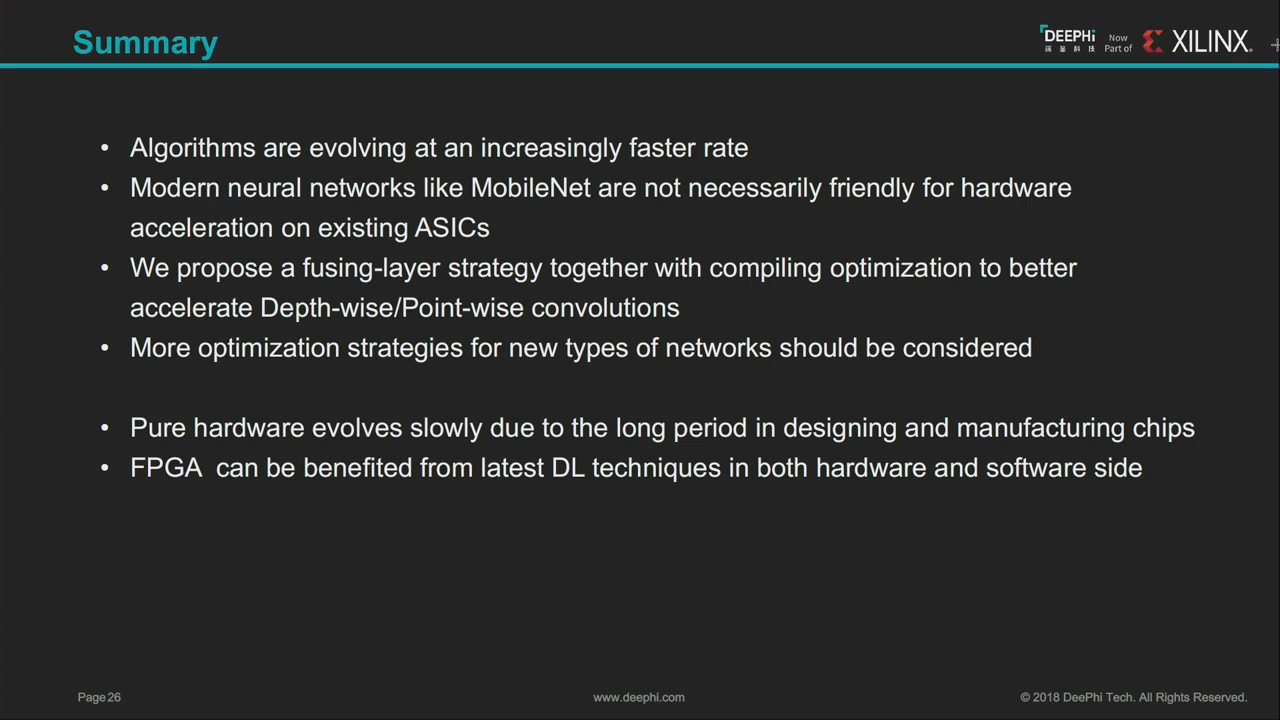 Summary
DEEPHi
深鉴科技
Now
Part of
XILINX
• Algorithms are evolving at an increasingly faster rate
• Modern neural networks like MobileNet are not necessarily friendly for hardware
acceleration on existing ASICs
• We propose a fusing-layer strategy together with compiling optimization to better
accelerate Depth-wise/Point-wise convolutions
• More optimization strategies for new types of networks should be considered
• Pure hardware evolves slowly due to the long period in designing and manufacturing chips
• FPGA  can be benefited from latest DL techniques in both hardware and software side
Page 26
www.deephi.com
© 2018 DeePhi Tech. All Rights Reserved.